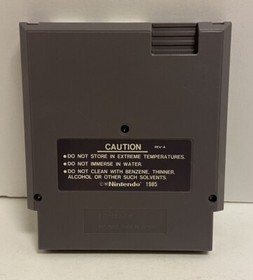 CAUTION
REV-A
●DO NOT STORE IN EXTREME TEMPERATURES.
●DO NOT IMMERSE IN WATER.
●DO NOT CLEAN WITH BENZENE, THINNER,
ALCOHOL OR OTHER SUCH SOLVENTS.
Nintendo 1985